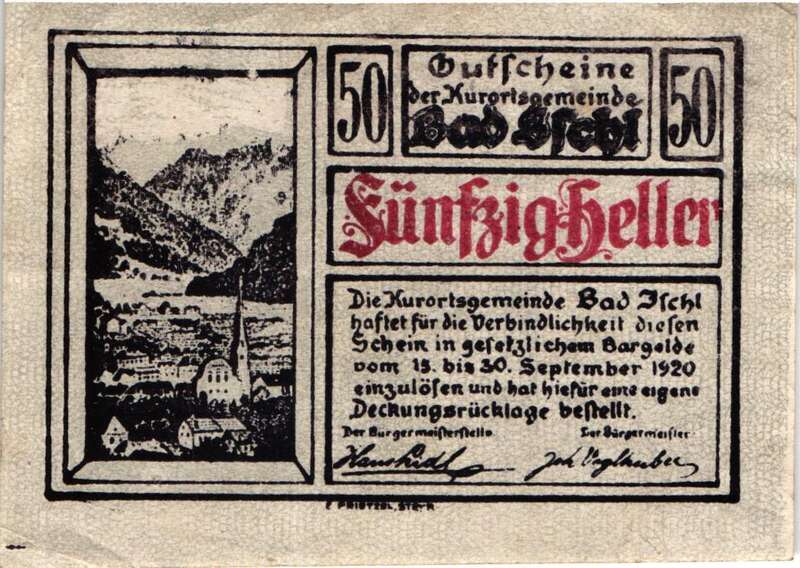 50
Gutscheine
der Kurortsgemeinde
Bad Ischl
50
Fünfzig Heller
Die Kurortsgemeinde Bad Ischl
haftet für die Verbindlichkeit diesen
Schein in gesetzlichem Bargelde
vom 15. bis 30. September 1920
einzulösen und hat hiefür eine eigene
Deckungsrücklage bestellt.
Der Bürgermeisterstellv
Der Bürgermeister
PRIETZEL, STEYR